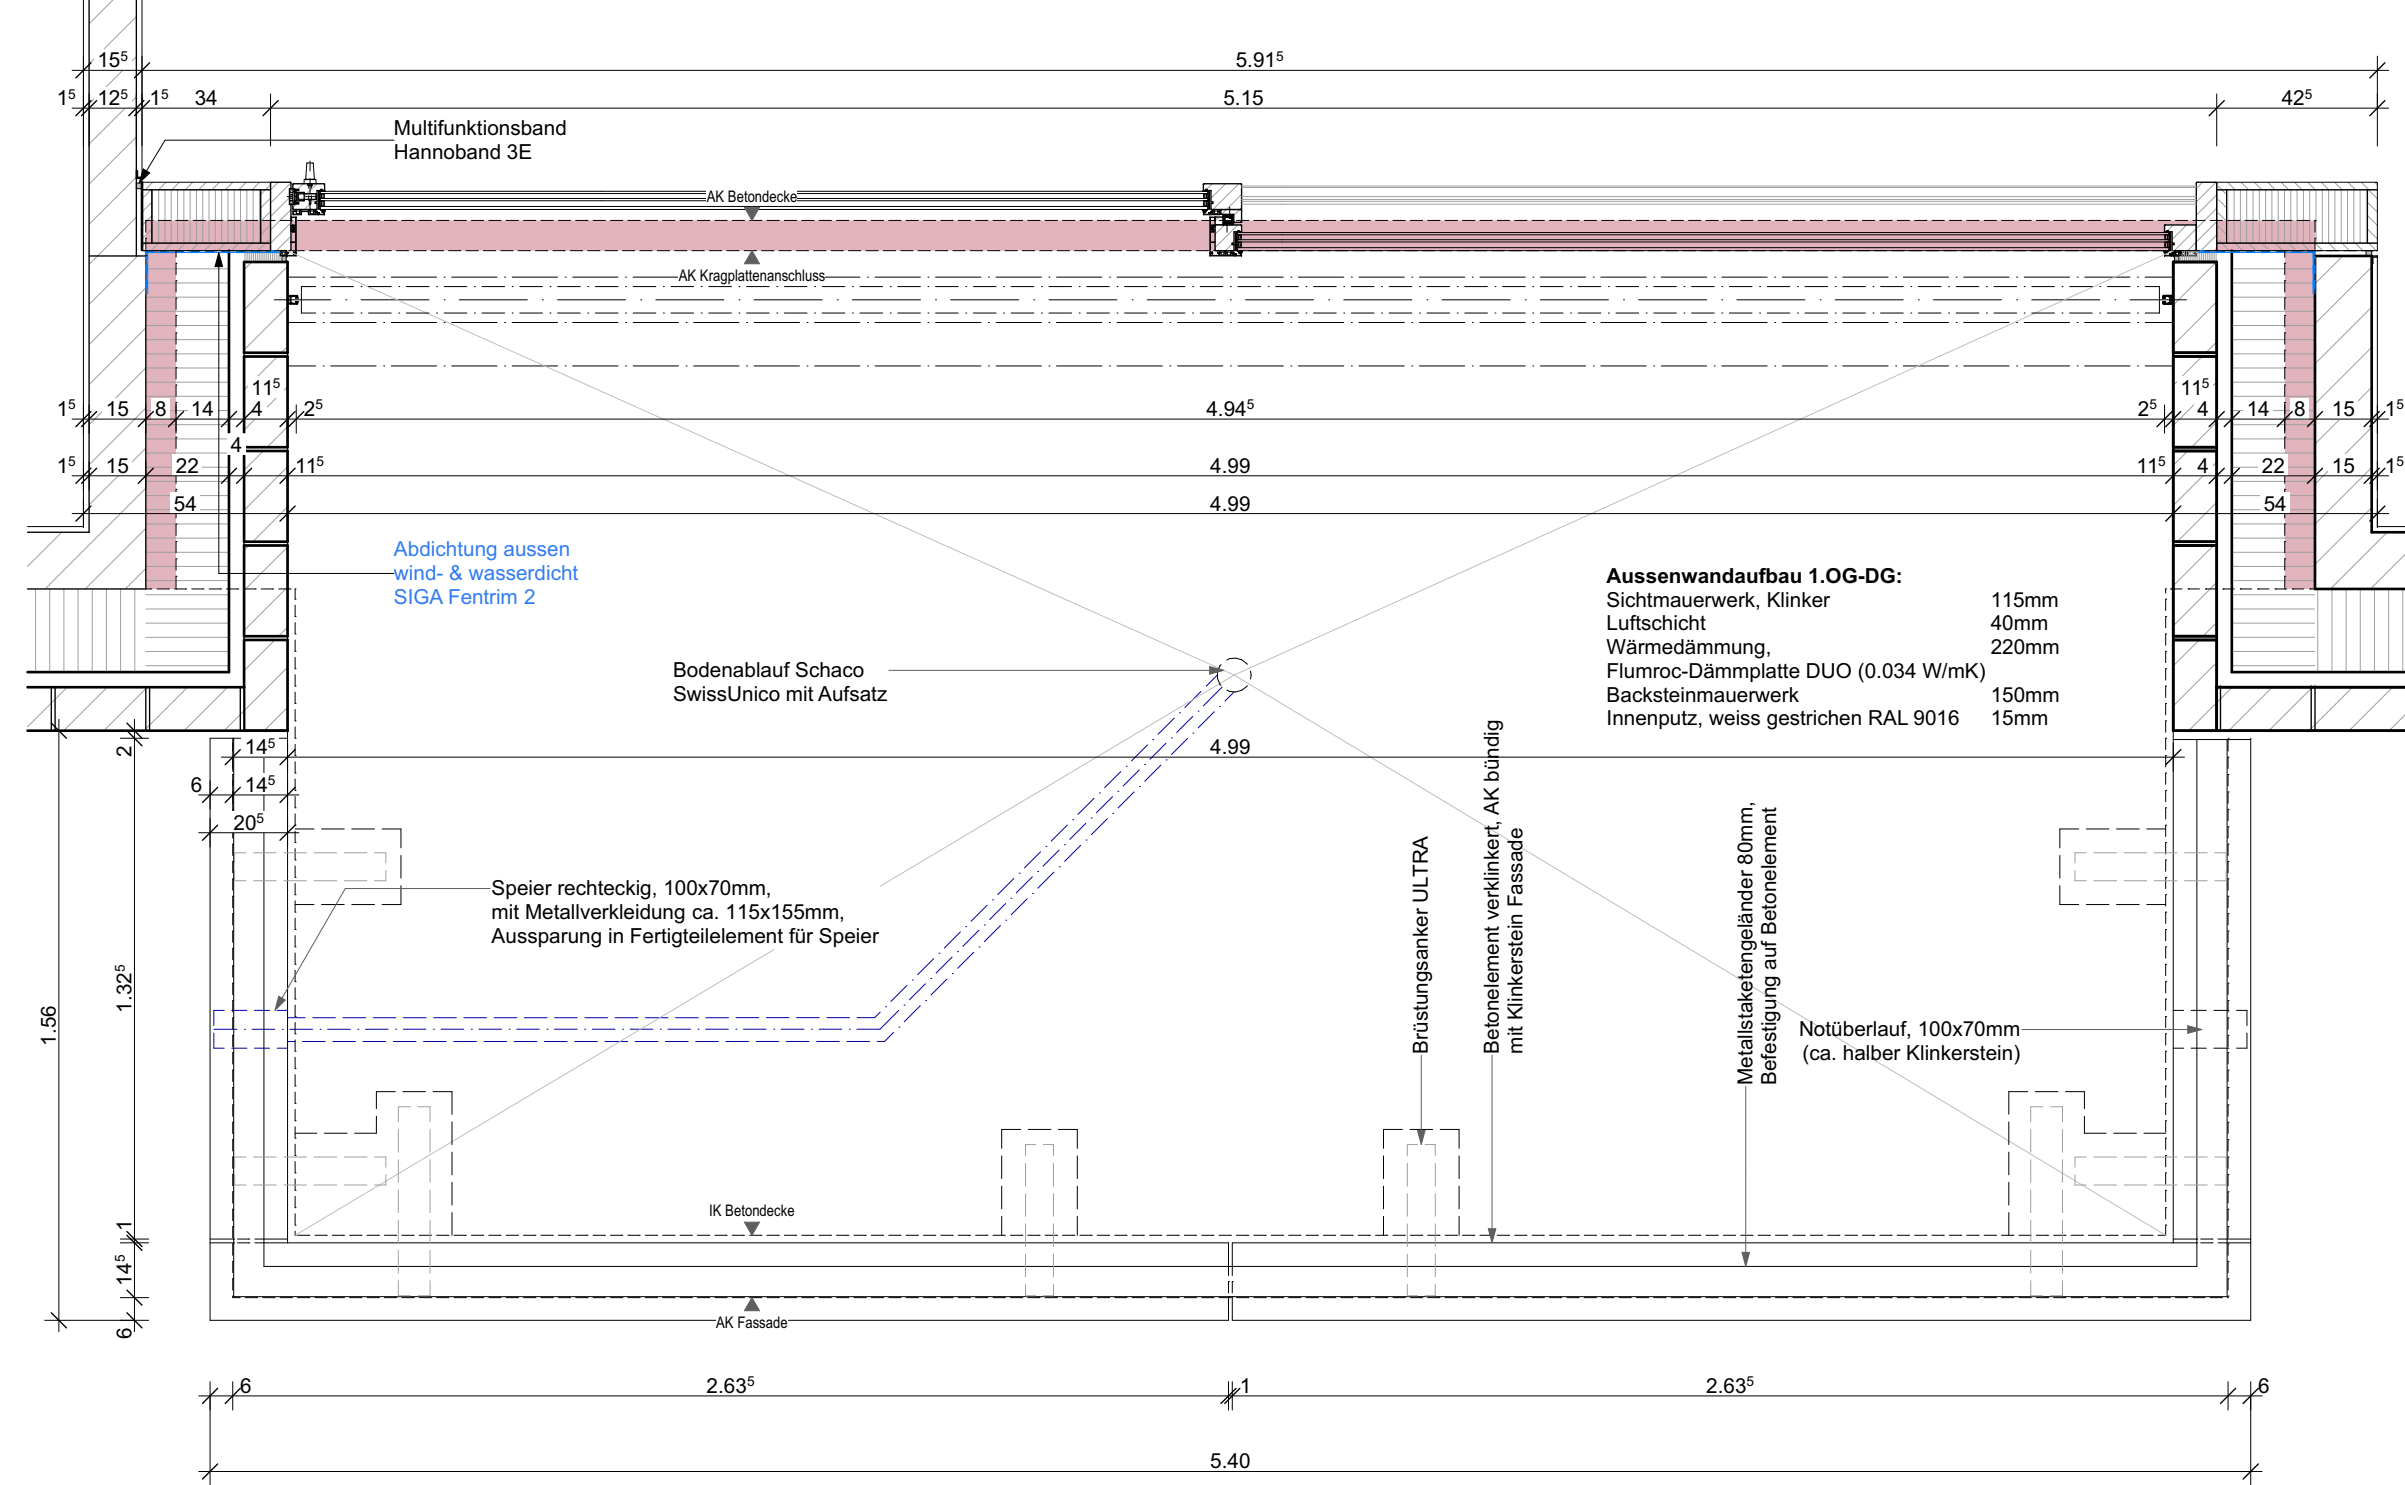 15⁵ 5.91⁵
1⁵ 12⁵ 1⁵ 34 5.15 42⁵
Multifunktionsband
Hannoband 3E
AK Betondecke
AK Kragplattenanschluss
11⁵ 11⁵
1⁵ 15 8 14 4 2⁵ 4.94⁵ 2⁵ 4 14 8 15 1⁵
4
1⁵ 15 22 11⁵ 4.99 11⁵ 4 22 15 1⁵
54 4.99 54
Abdichtung aussen
wind- & wasserdicht
SIGA Fentrim 2
Aussenwandaufbau 1.OG-DG:
Sichtmauerwerk, Klinker 115mm
Luftschicht 40mm
Wärmedämmung, 220mm
Flumroc-Dämmplatte DUO (0.034 W/mK)
Backsteinmauerwerk 150mm
Innenputz, weiss gestrichen RAL 9016 15mm
Bodenablauf Schaco
SwissUnico mit Aufsatz
2 14⁵ 4.99
6 14⁵
20⁵
Speier rechteckig, 100x70mm,
mit Metallverkleidung ca. 115x155mm,
Aussparung in Fertigteilelement für Speier
Brüstungsanker ULTRA
Betonelement verklinkert, AK bündig
mit Klinkerstein Fassade
Metallstaketengeländer 80mm,
Befestigung auf Betonelement
Notüberlauf, 100x70mm
(ca. halber Klinkerstein)
1.56
1.32⁵
1
14⁵
6
IK Betondecke
AK Fassade
6 2.63⁵ 1 2.63⁵ 6
5.40